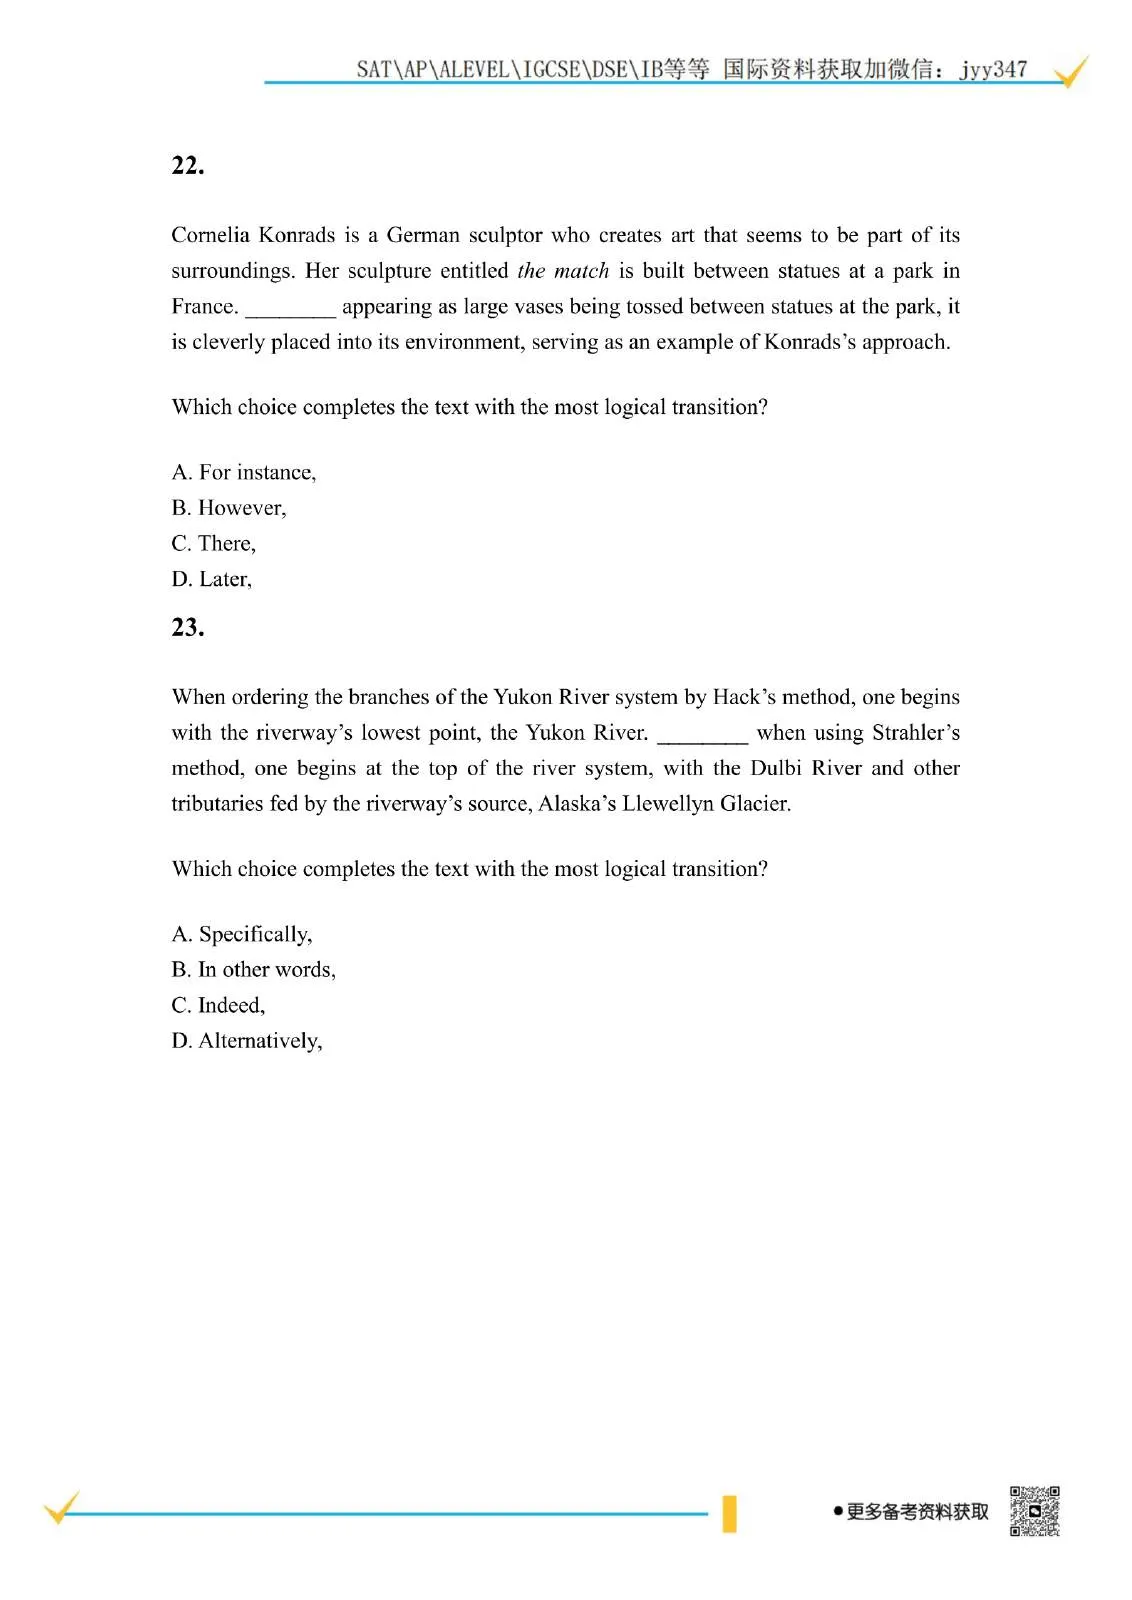 SAT\AP\ALEVEL\IGCSE\DSE\IB等等 国际资料获取加微信：jyy347
22.
Cornelia Konrads is a German sculptor who creates art that seems to be part of its
surroundings. Her sculpture entitled the match is built between statues at a park in
France. ________ appearing as large vases being tossed between statues at the park, it
is cleverly placed into its environment, serving as an example of Konrads’s approach.
Which choice completes the text with the most logical transition?
A. For instance,
B. However,
C. There,
D. Later,
23.
When ordering the branches of the Yukon River system by Hack’s method, one begins
with the riverway’s lowest point, the Yukon River. ________ when using Strahler’s
method, one begins at the top of the river system, with the Dulbi River and other
tributaries fed by the riverway’s source, Alaska’s Llewellyn Glacier.
Which choice completes the text with the most logical transition?
A. Specifically,
B. In other words,
C. Indeed,
D. Alternatively,
●更多备考资料获取